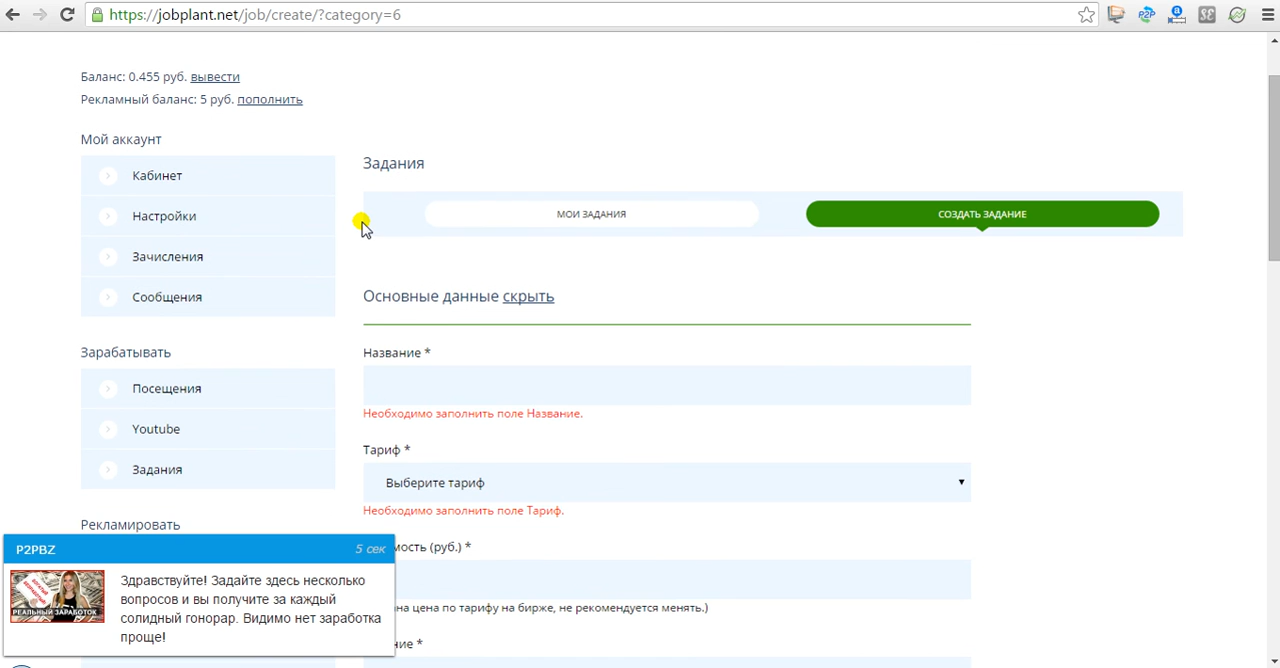 https://jobplant.net/job/create/?category=6
Баланс: 0.455 руб. вывести
Рекламный баланс: 5 руб. пополнить
Мой аккаунт
Кабинет
Настройки
Зачисления
Сообщения
Зарабатывать
Посещения
Youtube
Задания
Рекламировать
Задания
МОИ ЗАДАНИЯ
СОЗДАТЬ ЗАДАНИЕ
Основные данные скрыть
Название *
Необходимо заполнить поле Название.
Тариф *
Выберите тариф
Необходимо заполнить поле Тариф.
мость (руб.) *
на цена по тарифу на бирже, не рекомендуется менять.)
ние *
P2PBZ
5 сек
Здравствуйте! Задайте здесь несколько
вопросов и вы получите за каждый
солидный гонорар. Видимо нет заработка
проще!
РЕАЛЬНЫЙ ЗАРАБОТОК
P2P